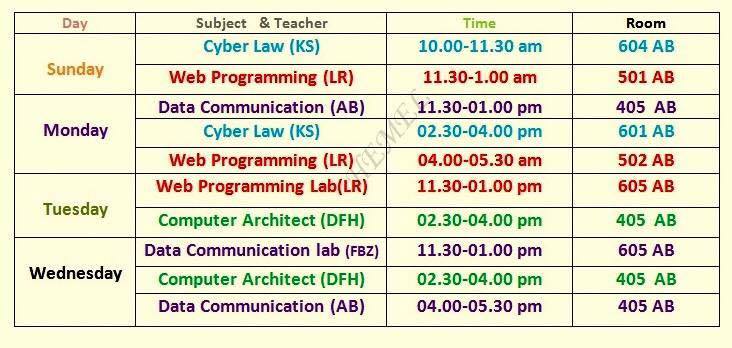 Day Subject & Teacher Time Room
Sunday
Cyber Law (KS) 10.00-11.30 am 604 AB
Web Programming (LR) 11.30-1.00 am 501 AB
Monday
Data Communication (AB) 11.30-01.00 pm 405 AB
Cyber Law (KS) 02.30-04.00 pm 601 AB
Web Programming (LR) 04.00-05.30 am 502 AB
Tuesday
Web Programming Lab(LR) 11.30-01.00 pm 605 AB
Computer Architect (DFH) 02.30-04.00 pm 405 AB
Wednesday
Data Communication lab (FBZ) 11.30-01.00 pm 605 AB
Computer Architect (DFH) 02.30-04.00 pm 405 AB
Data Communication (AB) 04.00-05.30 pm 405 AB
HEMEL